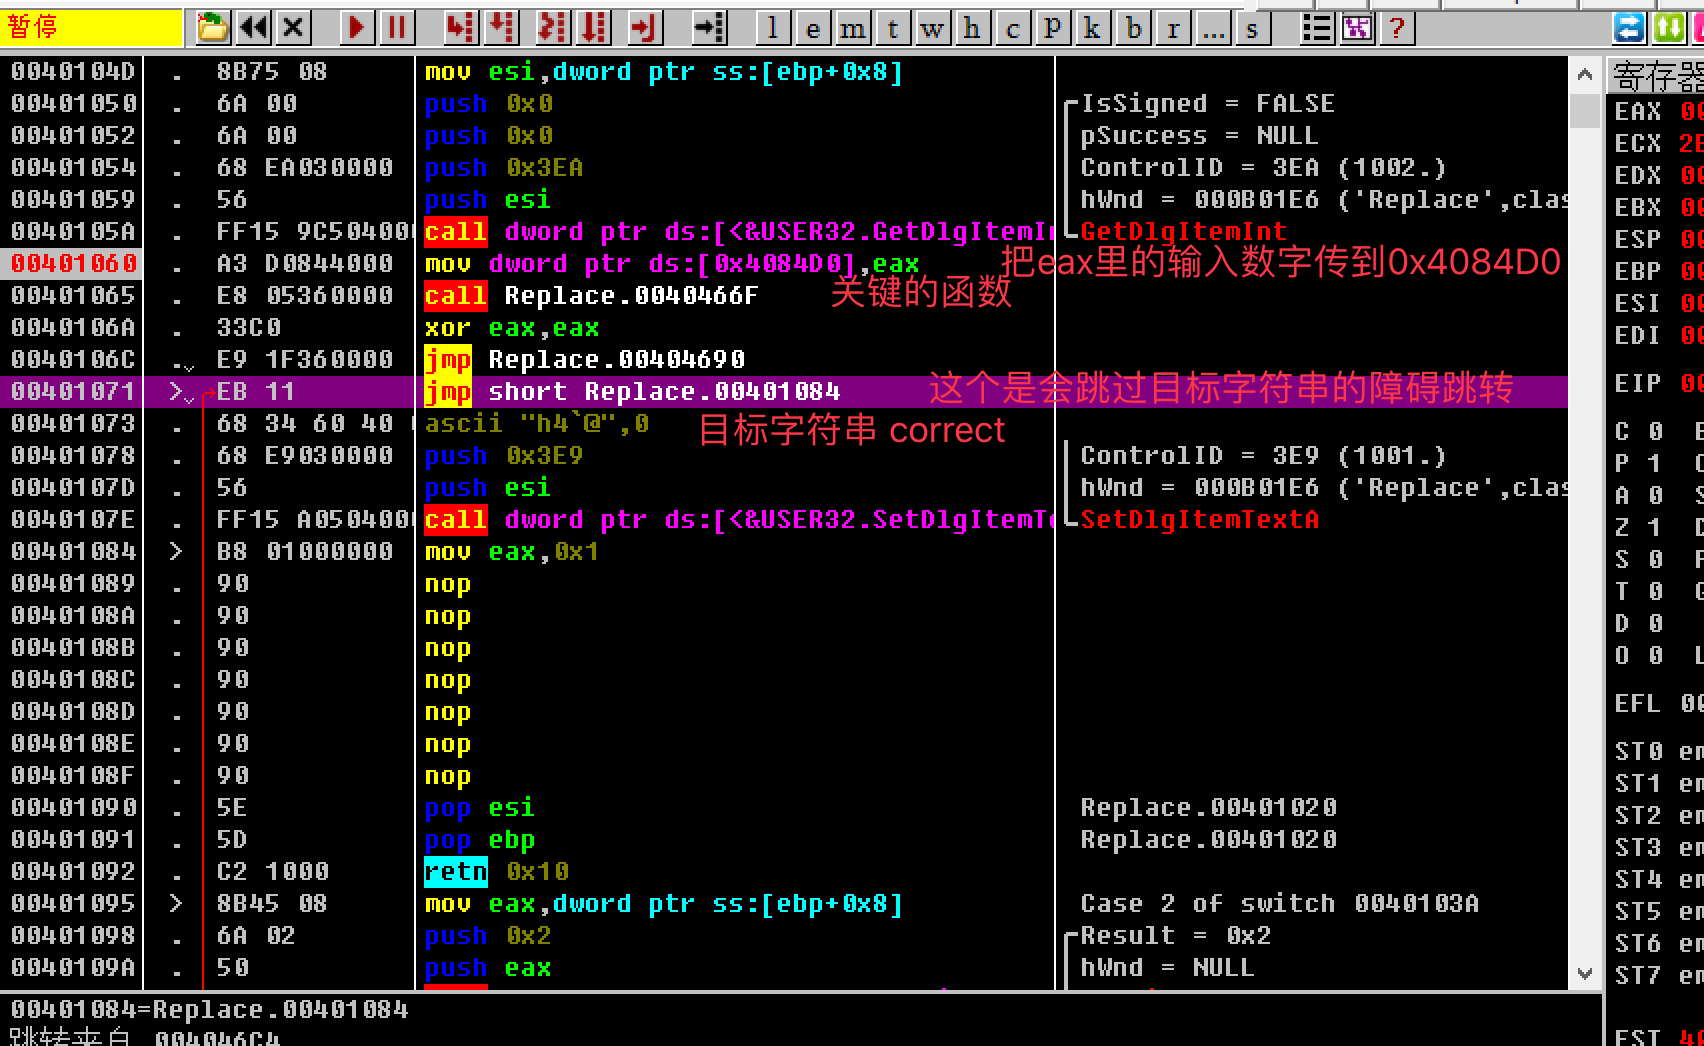 暂停
l e m t w h c p k b r ... s ?
寄存器
0040104D . 8B75 08 mov esi,dword ptr ss:[ebp+0x8]
00401050 . 6A 00 push 0x0 IsSigned = FALSE
00401052 . 6A 00 push 0x0 pSuccess = NULL
00401054 . 68 EA030000 push 0x3EA ControlID = 3EA (1002.)
00401059 . 56 push esi hWnd = 000B01E6 ('Replace',clas
0040105A . FF15 9C504000 call dword ptr ds:[<&USER32.GetDlgItemIn GetDlgItemInt
00401060 . A3 D0844000 mov dword ptr ds:[0x4084D0],eax 把eax里的输入数字传到0x4084D0
00401065 . E8 05360000 call Replace.0040466F 关键的函数
0040106A . 33C0 xor eax,eax
0040106C . E9 1F360000 jmp Replace.00404690
00401071 > EB 11 jmp short Replace.00401084 这个是会跳过目标字符串的障碍跳转
00401073 . 68 34 60 40 ascii "h4`@",0 目标字符串 correct
00401078 . 68 E9030000 push 0x3E9 ControlID = 3E9 (1001.)
0040107D . 56 push esi hWnd = 000B01E6 ('Replace',clas
0040107E . FF15 A0504000 call dword ptr ds:[<&USER32.SetDlgItemTe SetDlgItemTextA
00401084 > B8 01000000 mov eax,0x1
00401089 . 90 nop
0040108A . 90 nop
0040108B . 90 nop
0040108C . 90 nop
0040108D . 90 nop
0040108E . 90 nop
0040108F . 90 nop
00401090 . 5E pop esi Replace.00401020
00401091 . 5D pop ebp Replace.00401020
00401092 . C2 1000 retn 0x10
00401095 > 8B45 08 mov eax,dword ptr ss:[ebp+0x8] Case 2 of switch 0040103A
00401098 . 6A 02 push 0x2 Result = 0x2
0040109A . 50 push eax hWnd = NULL
00401084=Replace.00401084
跳转来自 004046C4
EAX 00
ECX 2E
EDX 00
EBX 00
ESP 00
EBP 00
ESI 00
EDI 00
EIP 00
C 0
P 1
A 0
Z 1
S 0
T 0
D 0
O 0
EFL 00
ST0 em
ST1 em
ST2 em
ST3 em
ST4 em
ST5 em
ST6 em
ST7 em
FST 40